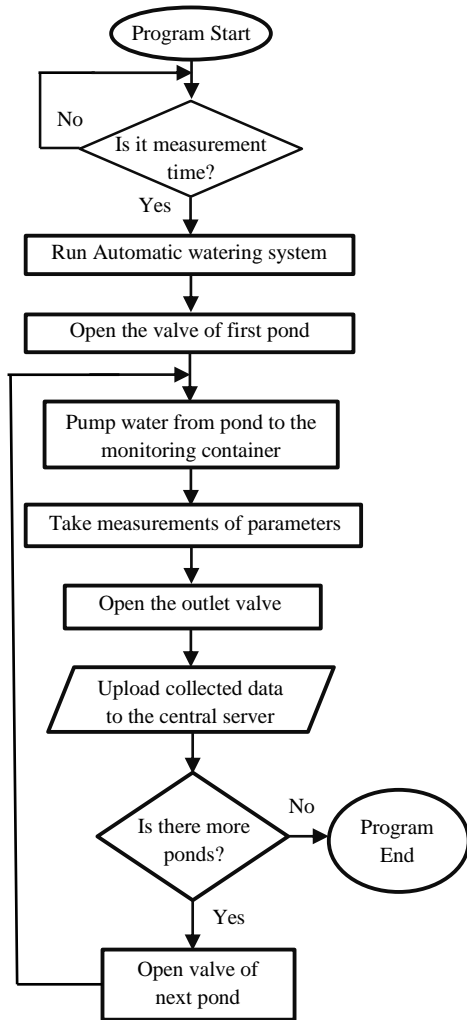 Program Start
No
Is it measurement
time?
Yes
Run Automatic watering system
Open the valve of first pond
Pump water from pond to the
monitoring container
Take measurements of parameters
Open the outlet valve
Upload collected data
to the central server
Is there more
ponds?
No
Program
End
Yes
Open valve of
next pond